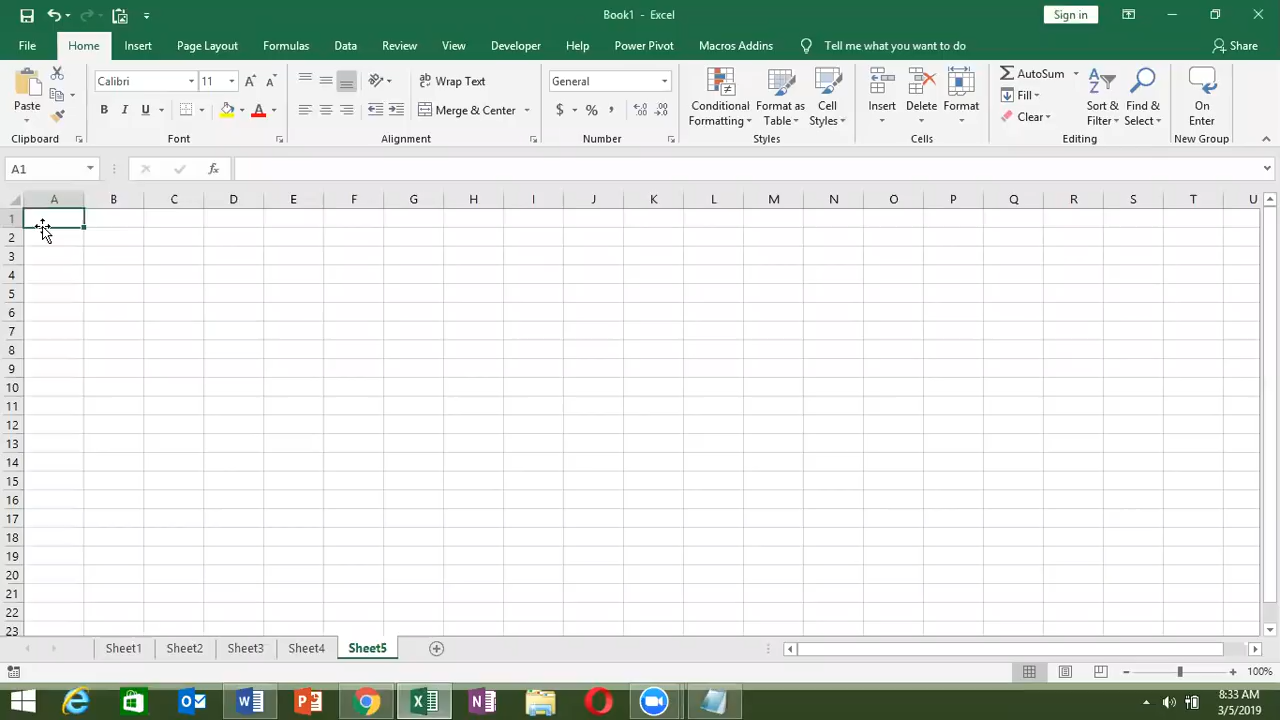 Book1 - Excel
Sign in
File Home Insert Page Layout Formulas Data Review View Developer Help Power Pivot Macros Addins Tell me what you want to do Share
Paste
Calibri 11
Wrap Text
General
B I U
Merge & Center
$ % ,
Conditional Formatting
Format as Table
Cell Styles
Insert
Delete
Format
AutoSum
Fill
Clear
Sort & Filter
Find & Select
On Enter
Clipboard Font Alignment Number Styles Cells Editing New Group
A1 fx
A B C D E F G H I J K L M N O P Q R S T U
1
2
3
4
5
6
7
8
9
10
11
12
13
14
15
16
17
18
19
20
21
22
23
Sheet1 Sheet2 Sheet3 Sheet4 Sheet5
100%
8:33 AM
3/5/2019